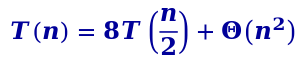 T(n) = 8T(n/2) + Θ(n²)